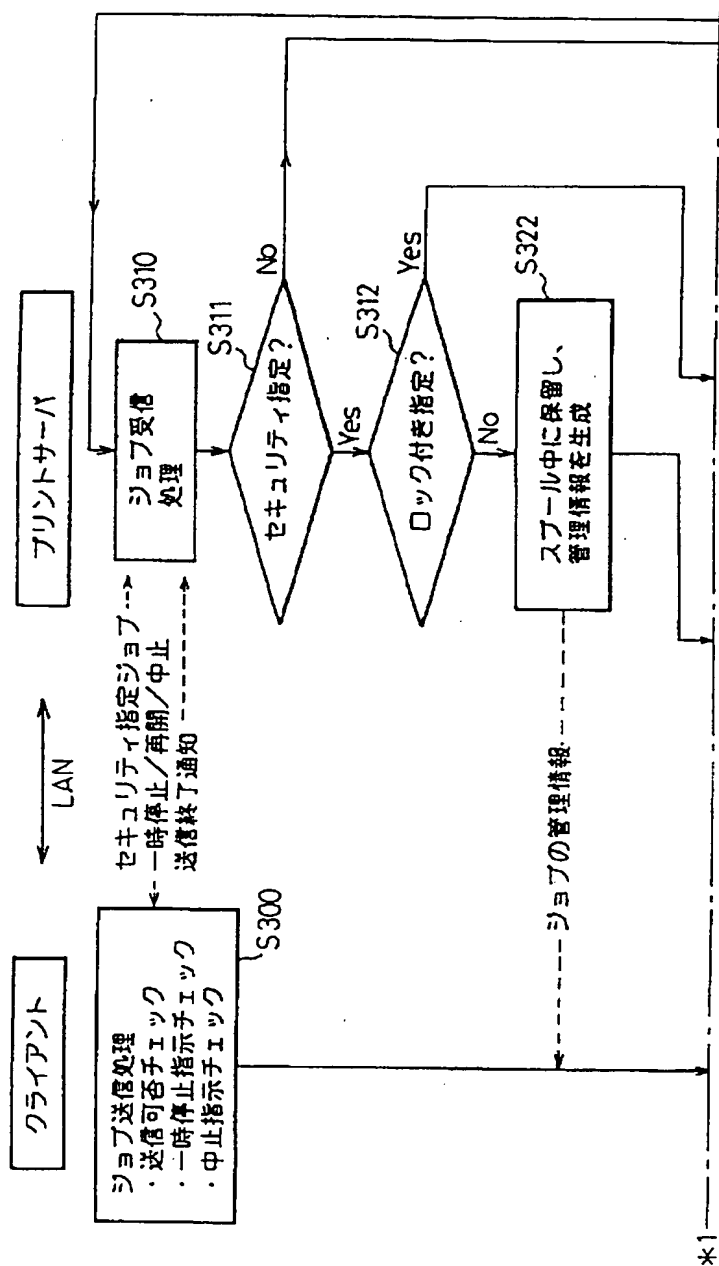 クライアント
LAN
プリントサーバ
ジョブ送信処理
・送信可否チェック
・一時停止指示チェック
・中止指示チェック
S300
セキュリティ指定ジョブ
一時停止/再開/中止
送信終了通知
ジョブ受信
処理
S310
セキュリティ指定?
S311
No
Yes
ロック付き指定?
S312
Yes
No
スプール中に保留し、
管理情報を生成
S322
ジョブの管理情報
*1